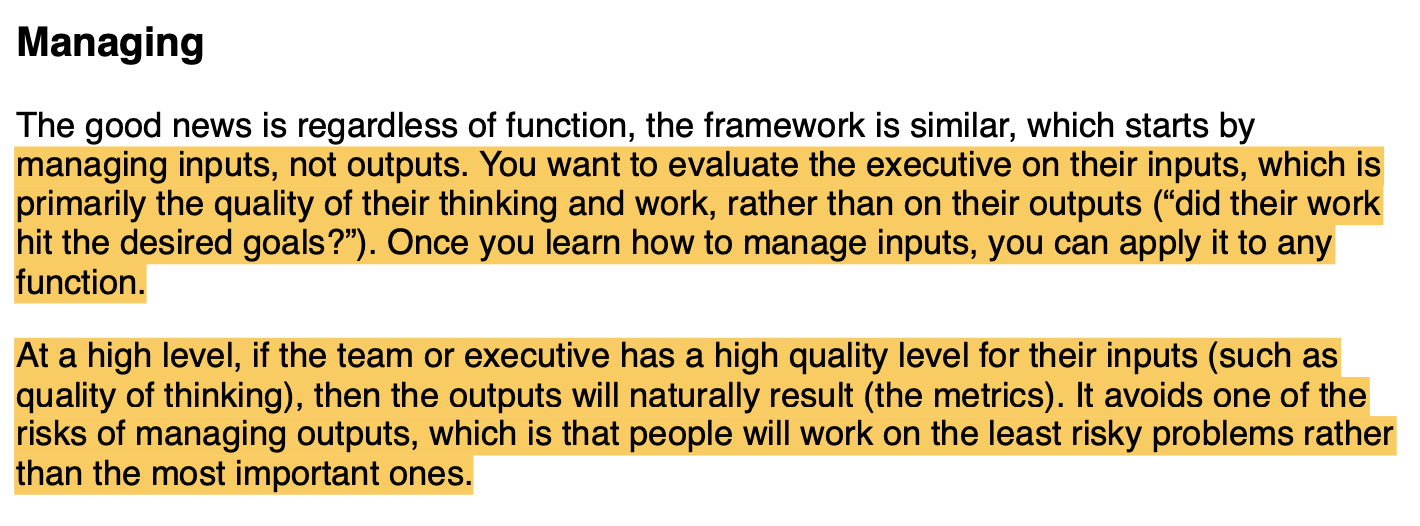 Managing
The good news is regardless of function, the framework is similar, which starts by
managing inputs, not outputs. You want to evaluate the executive on their inputs, which is
primarily the quality of their thinking and work, rather than on their outputs (“did their work
hit the desired goals?”). Once you learn how to manage inputs, you can apply it to any
function.
At a high level, if the team or executive has a high quality level for their inputs (such as
quality of thinking), then the outputs will naturally result (the metrics). It avoids one of the
risks of managing outputs, which is that people will work on the least risky problems rather
than the most important ones.